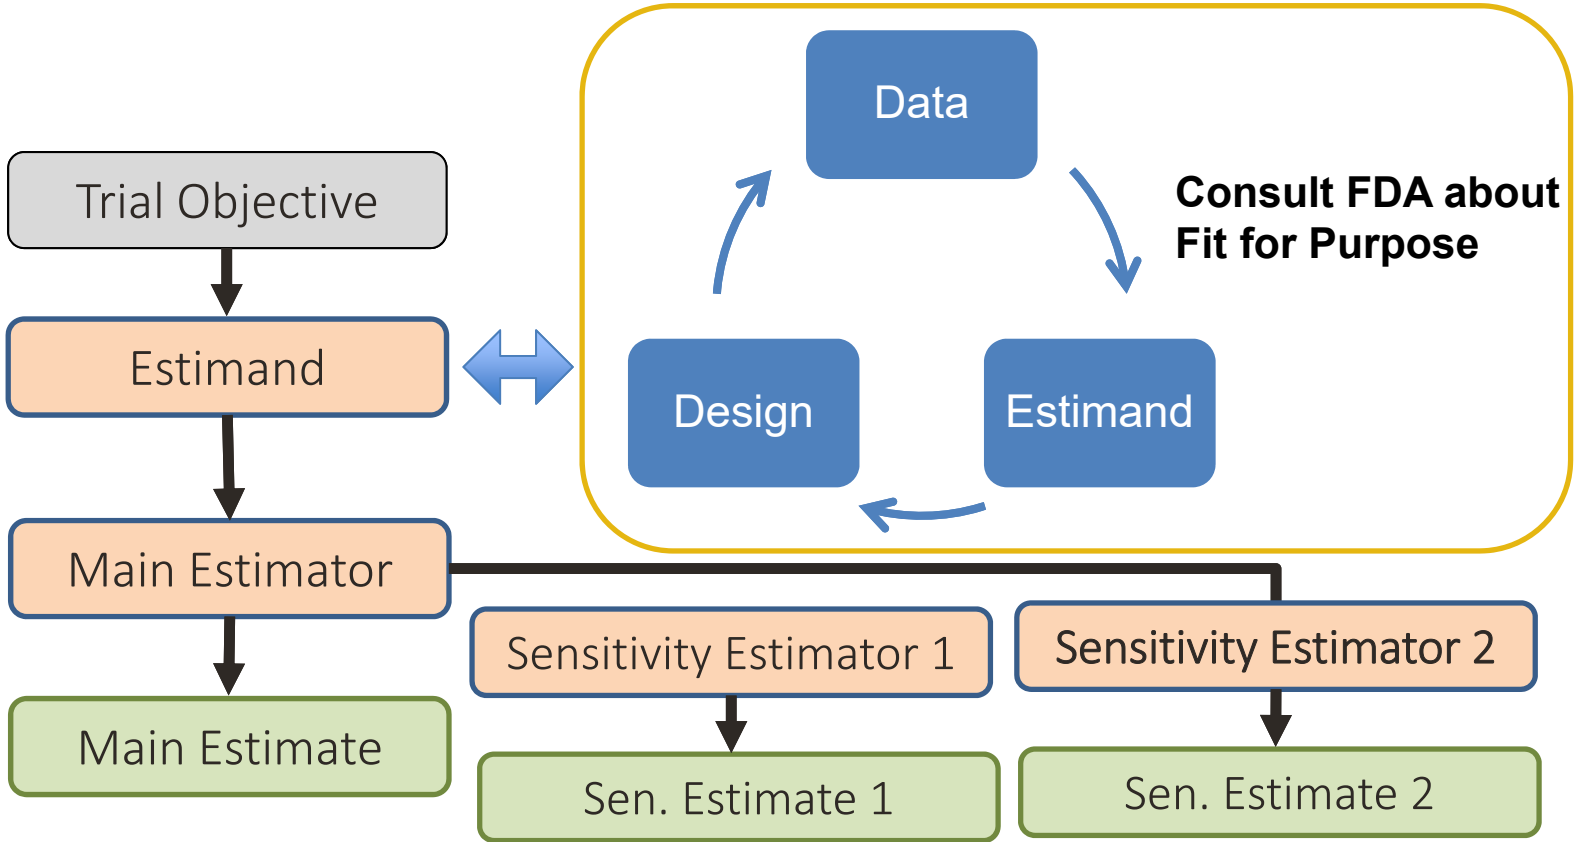 Data
Consult FDA about
Fit for Purpose
Trial Objective
Estimand
Design
Estimand
Main Estimator
Sensitivity Estimator 1
Sensitivity Estimator 2
Main Estimate
Sen. Estimate 1
Sen. Estimate 2